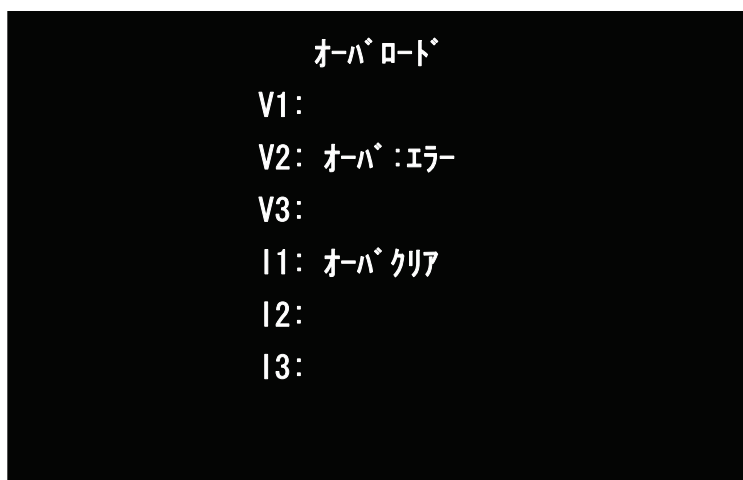 ｵｰﾊﾞﾛｰﾄﾞ
V1:
V2: ｵｰﾊﾞ:ｴﾗｰ
V3:
I1: ｵｰﾊﾞｸﾘｱ
I2:
I3: